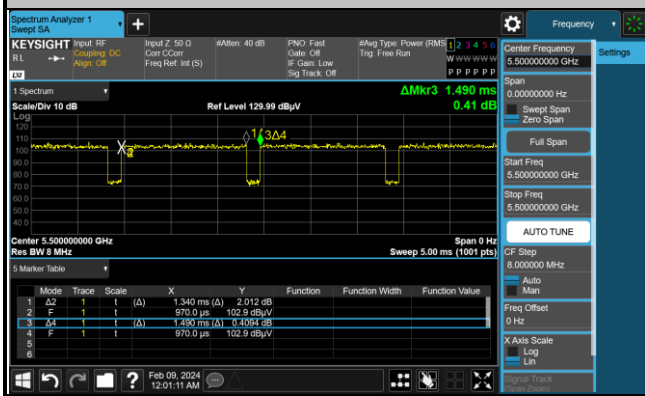 Spectrum Analyzer 1
Swept SA
Frequency
KEYSIGHT
Input: RF
Coupling: DC
Align: Off
Input Z: 50 Ω
Corr CCorr
Freq Ref: Int (S)
#Atten: 40 dB
PNO: Fast
Gate: Off
IF Gain: Low
Sig Track: Off
#Avg Type: Power (RMS
Trig: Free Run
1 2 3 4 5 6
W W W W W W
P P P P P P
R L
LXI
Center Frequency
5.500000000 GHz
Settings
1 Spectrum
Scale/Div 10 dB
Ref Level 129.99 dBµV
ΔMkr3 1.490 ms
0.41 dB
Span
0.00000000 Hz
Swept Span
Zero Span
Full Span
Start Freq
5.500000000 GHz
Stop Freq
5.500000000 GHz
AUTO TUNE
CF Step
8.000000 MHz
Auto
Man
Freq Offset
0 Hz
X Axis Scale
Log
Lin
Signal Track
(Span Zoom)
Log
120
110
100
90.0
80.0
70.0
60.0
50.0
40.0
3Δ4
Center 5.500000000 GHz
Res BW 8 MHz
Span 0 Hz
Sweep 5.00 ms (1001 pts)
5 Marker Table
Mode Trace Scale X Y Function Function Width Function Value
1 Δ2 1 t (Δ) 1.340 ms (Δ) 2.012 dB
2 F 1 t 970.0 µs 102.9 dBµV
3 Δ4 1 t (Δ) 1.490 ms (Δ) 0.4094 dB
4 F 1 t 970.0 µs 102.9 dBµV
5
6
?
Feb 09, 2024
12:01:11 AM